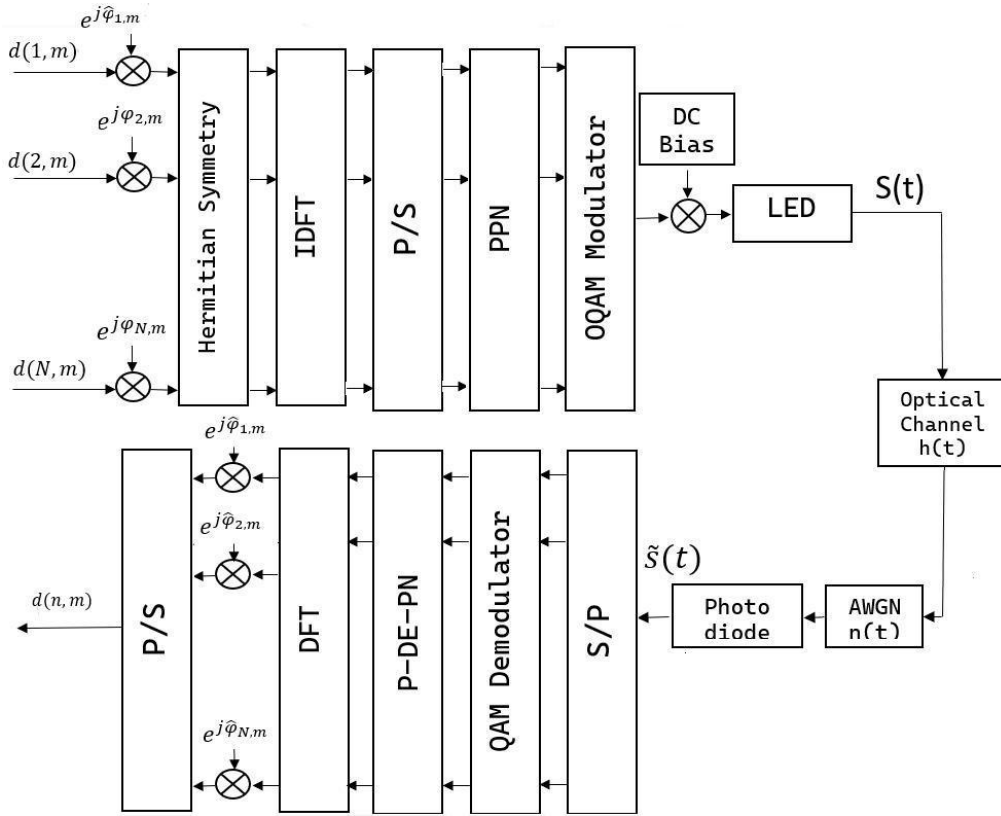 e^{jφ̂_{1,m}}
d(1, m)
e^{jφ_{2,m}}
d(2, m)
e^{jφ_{N,m}}
d(N, m)
Hermitian Symmetry
IDFT
P/S
PPN
OQAM Modulator
DC
Bias
LED
S(t)
Optical
Channel
h(t)
AWGN
n(t)
Photo
diode
s̃(t)
S/P
QAM Demodulator
P-DE-PN
DFT
e^{jφ̂_{1,m}}
e^{jφ̂_{2,m}}
e^{jφ̂_{N,m}}
P/S
d(n, m)